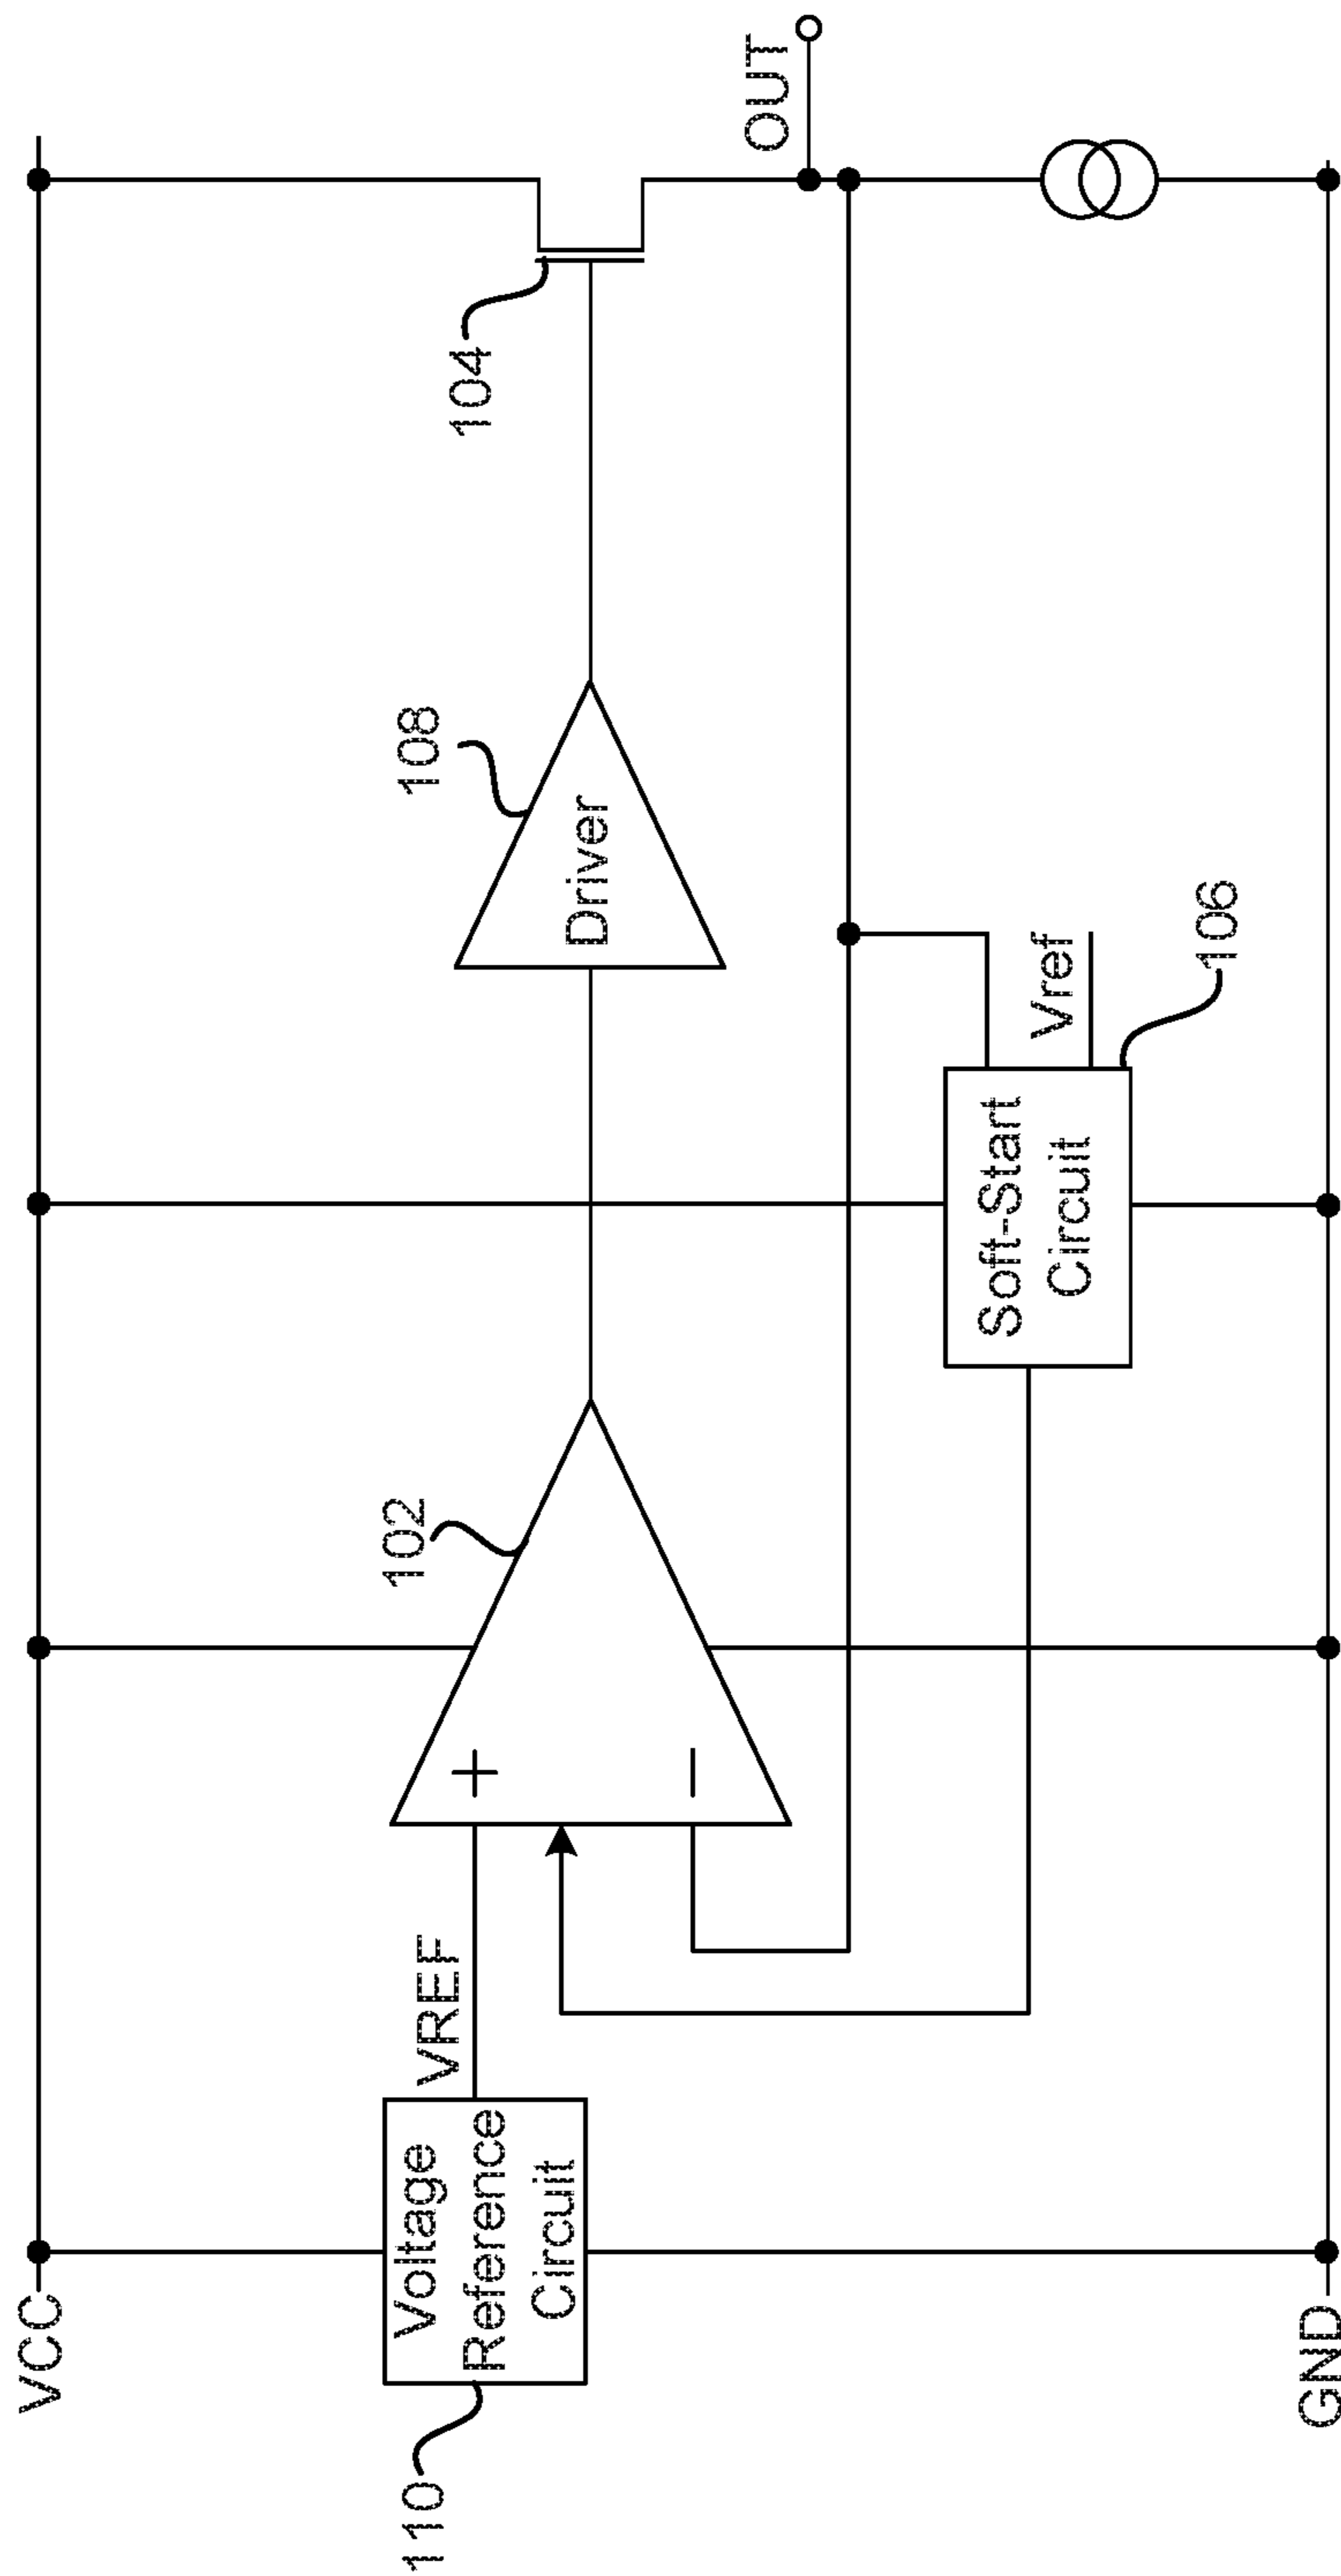 VCC
104
OUT
108
Driver
102
+
−
VREF
Voltage
Reference
Circuit
110
Soft-Start
Circuit
Vref
106
GND